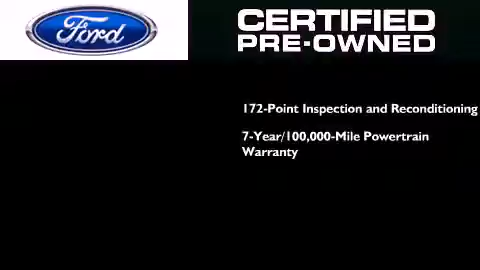 Ford
CERTIFIED
PRE-OWNED
172-Point Inspection and Reconditioning
7-Year/100,000-Mile Powertrain
Warranty